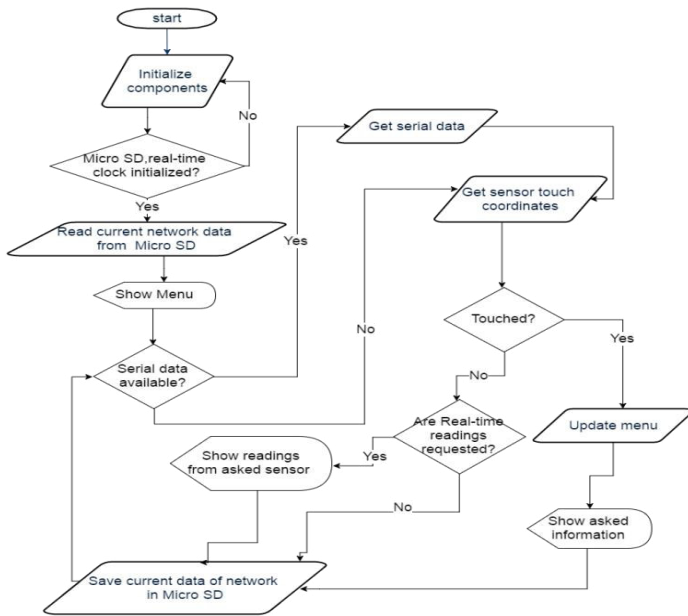 start
Initialize
components
No
Micro SD,real-time
clock initialized?
Yes
Read current network data
from Micro SD
Show Menu
Serial data
available?
Yes
Get serial data
No
Get sensor touch
coordinates
Touched?
Yes
No
Update menu
Are Real-time
readings
requested?
Yes
Show readings
from asked sensor
No
Show asked
information
Save current data of network
in Micro SD